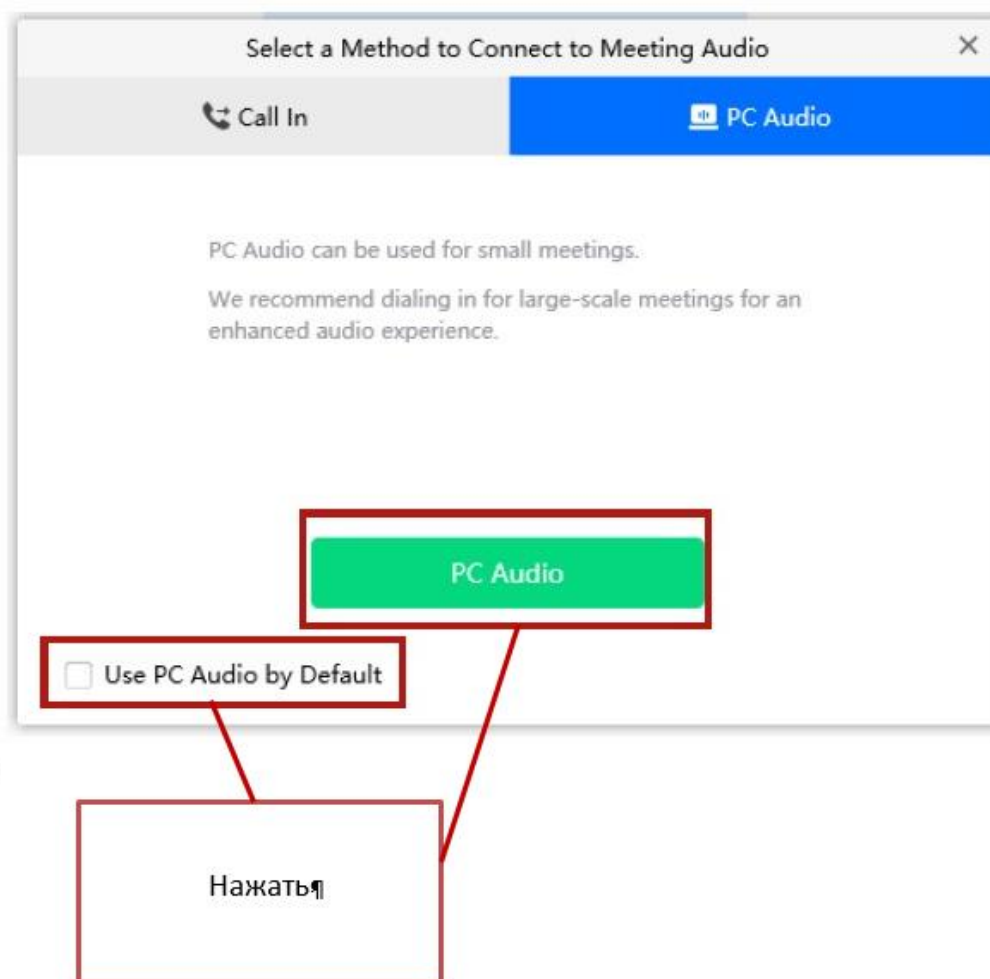 Select a Method to Connect to Meeting Audio
Call In
PC Audio
PC Audio can be used for small meetings.
We recommend dialing in for large-scale meetings for an
enhanced audio experience.
PC Audio
Use PC Audio by Default
Нажать¶